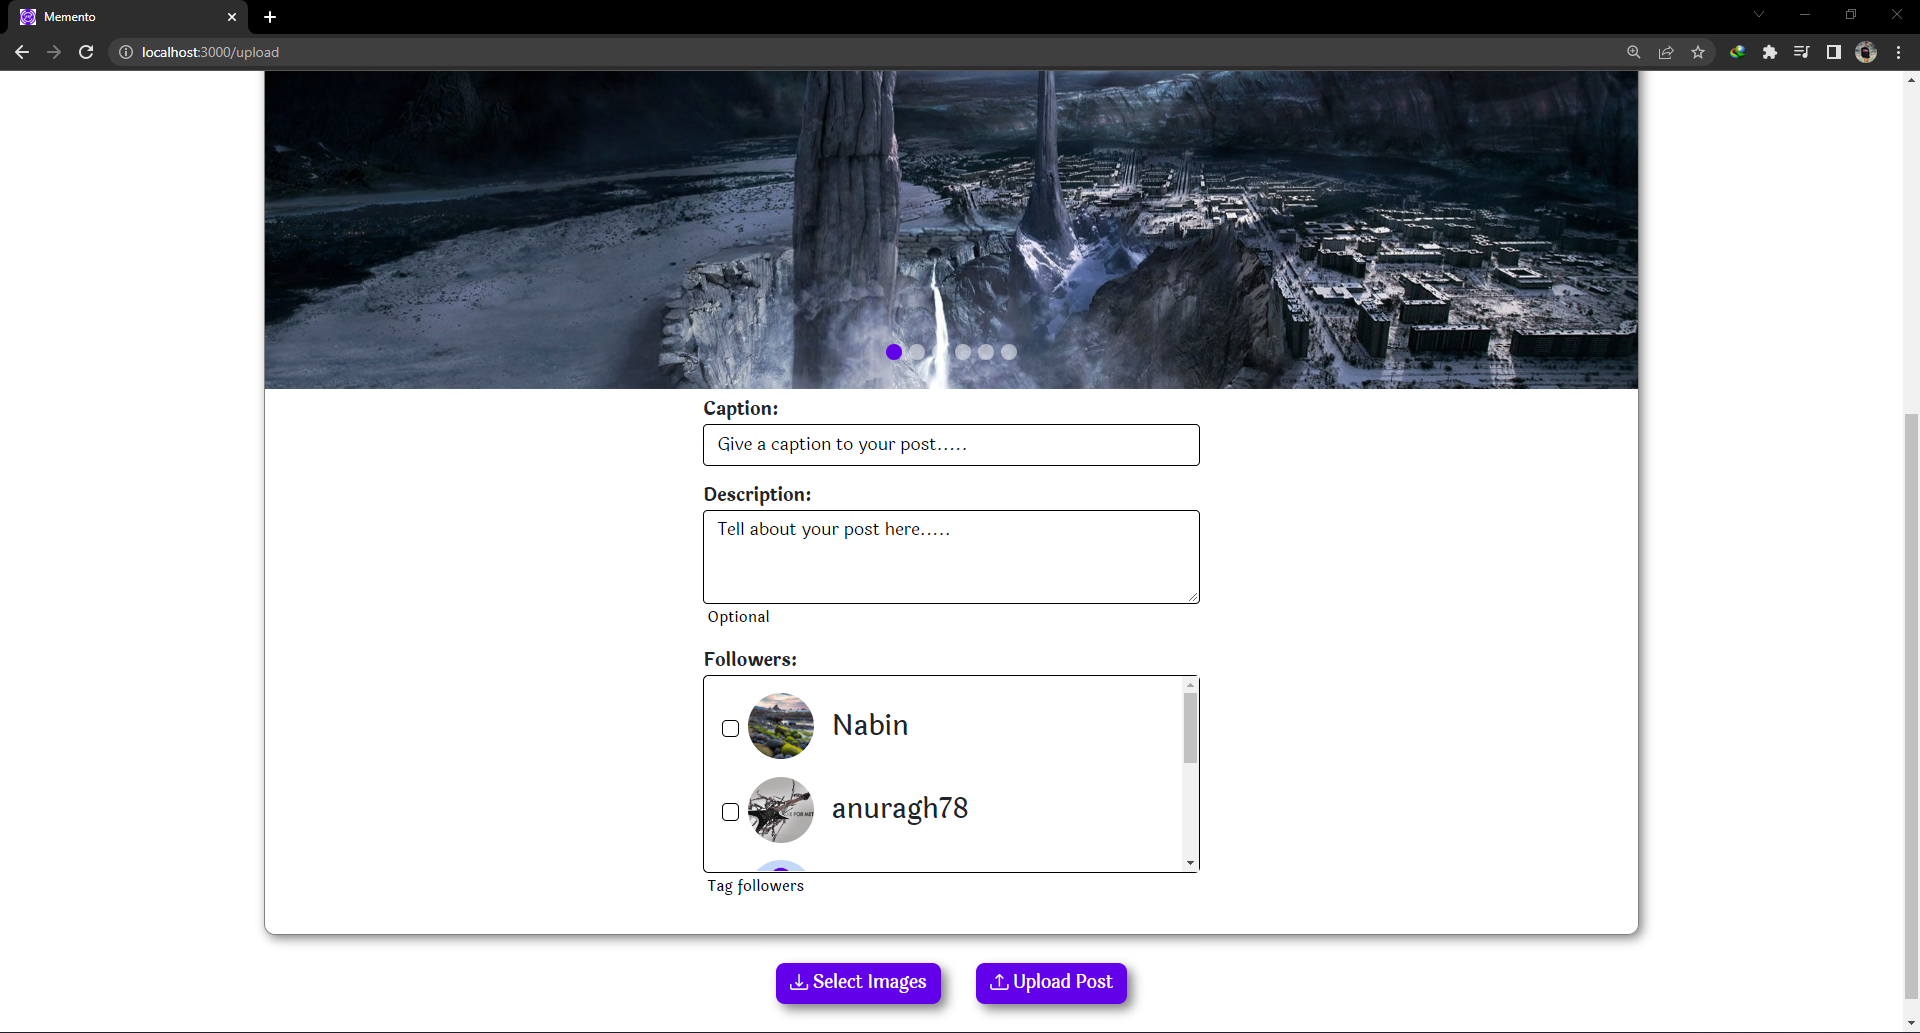 Memento
localhost:3000/upload
Caption:
Give a caption to your post.....
Description:
Tell about your post here.....
Optional
Followers:
Nabin
anuragh78
Tag followers
Select Images
Upload Post